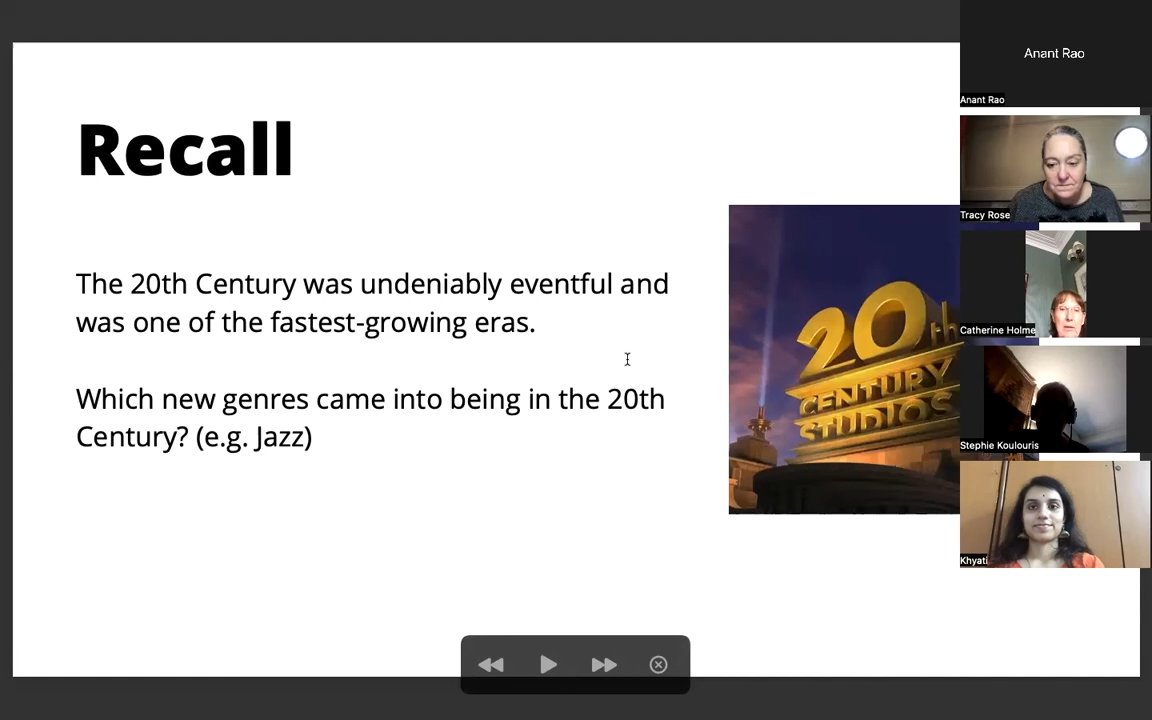 Recall
The 20th Century was undeniably eventful and
was one of the fastest-growing eras.
Which new genres came into being in the 20th
Century? (e.g. Jazz)
20th
CENTURY
STUDIOS
Anant Rao
Anant Rao
Tracy Rose
Catherine Holme
Stephie Koulouris
Khyati